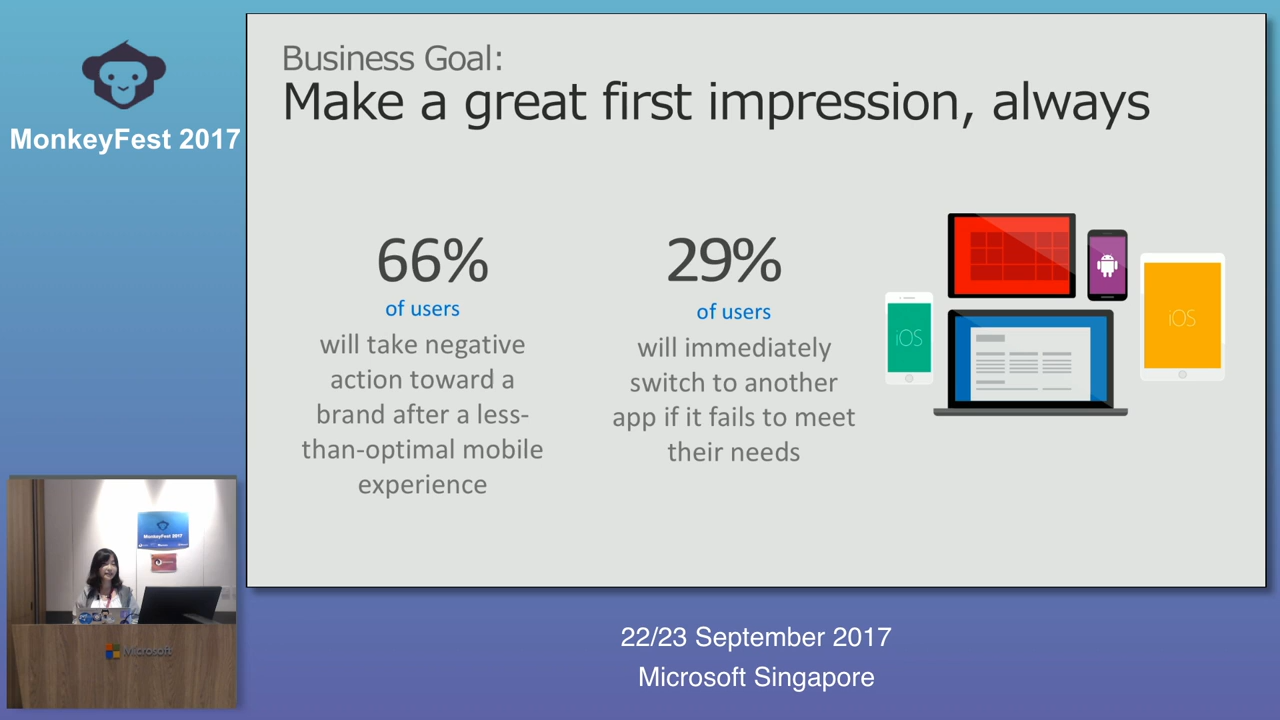 MonkeyFest 2017
Business Goal:
Make a great first impression, always
66%
of users
will take negative
action toward a
brand after a less-
than-optimal mobile
experience
29%
of users
will immediately
switch to another
app if it fails to meet
their needs
iOS
iOS
MonkeyFest 2017
Microsoft
22/23 September 2017
Microsoft Singapore